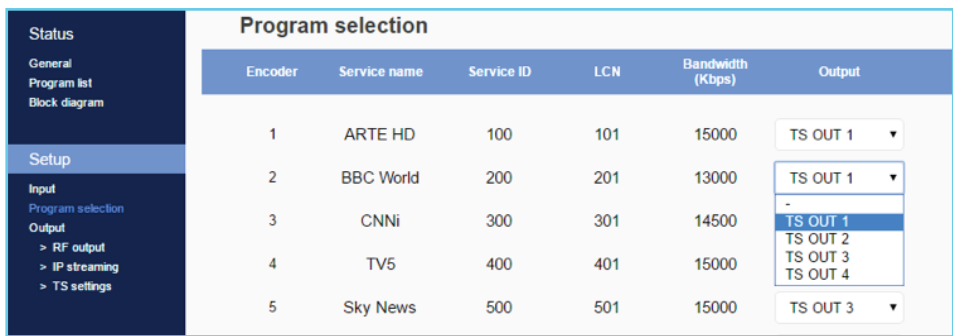 Status
General
Program list
Block diagram
Setup
Input
Program selection
Output
> RF output
> IP streaming
> TS settings
Program selection
Encoder Service name Service ID LCN Bandwidth (Kbps) Output
1 ARTE HD 100 101 15000 TS OUT 1
2 BBC World 200 201 13000 TS OUT 1
-
TS OUT 1
TS OUT 2
TS OUT 3
TS OUT 4
3 CNNi 300 301 14500
4 TV5 400 401 15000
5 Sky News 500 501 15000 TS OUT 3